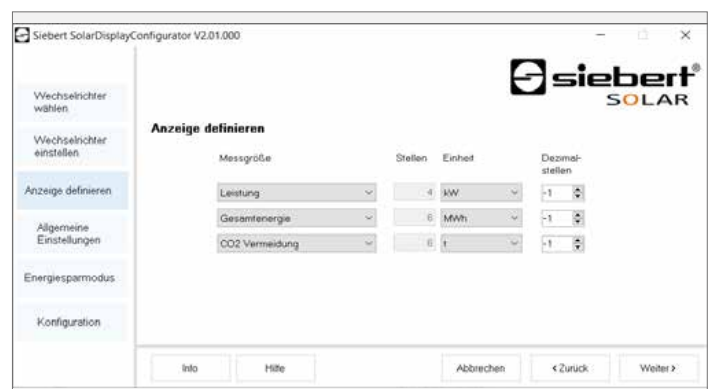 Siebert SolarDisplayConfigurator V2.01.000
siebert®
SOLAR
Wechselrichter
wählen
Wechselrichter
einstellen
Anzeige definieren
Allgemeine
Einstellungen
Energiesparmodus
Konfiguration
Anzeige definieren
Messgröße Stellen Einheit Dezimal-
stellen
Leistung 4 kW -1
Gesamtenergie 6 MWh -1
CO2 Vermeidung 6 t -1
Info Hilfe Abbrechen < Zurück Weiter >